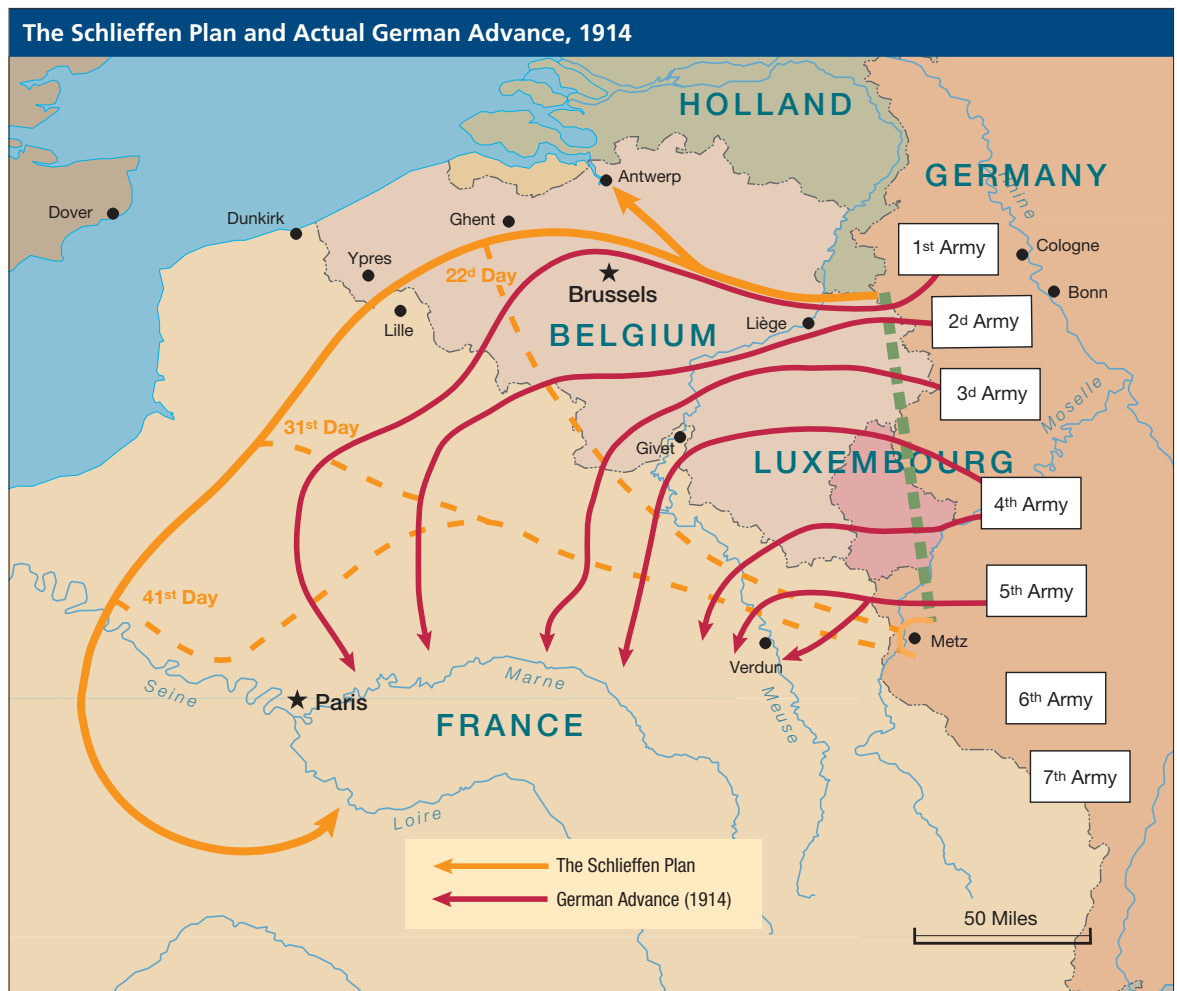 The Schlieffen Plan and Actual German Advance, 1914
HOLLAND
GERMANY
Rhine
Antwerp
Dover
Dunkirk
Ghent
1st Army
Cologne
Ypres
22d Day
Brussels
Bonn
Lille
BELGIUM
Liège
2d Army
3d Army
Moselle
31st Day
Givet
LUXEMBOURG
4th Army
41st Day
5th Army
Metz
Verdun
Seine
Marne
Paris
Meuse
6th Army
FRANCE
7th Army
Loire
The Schlieffen Plan
German Advance (1914)
50 Miles